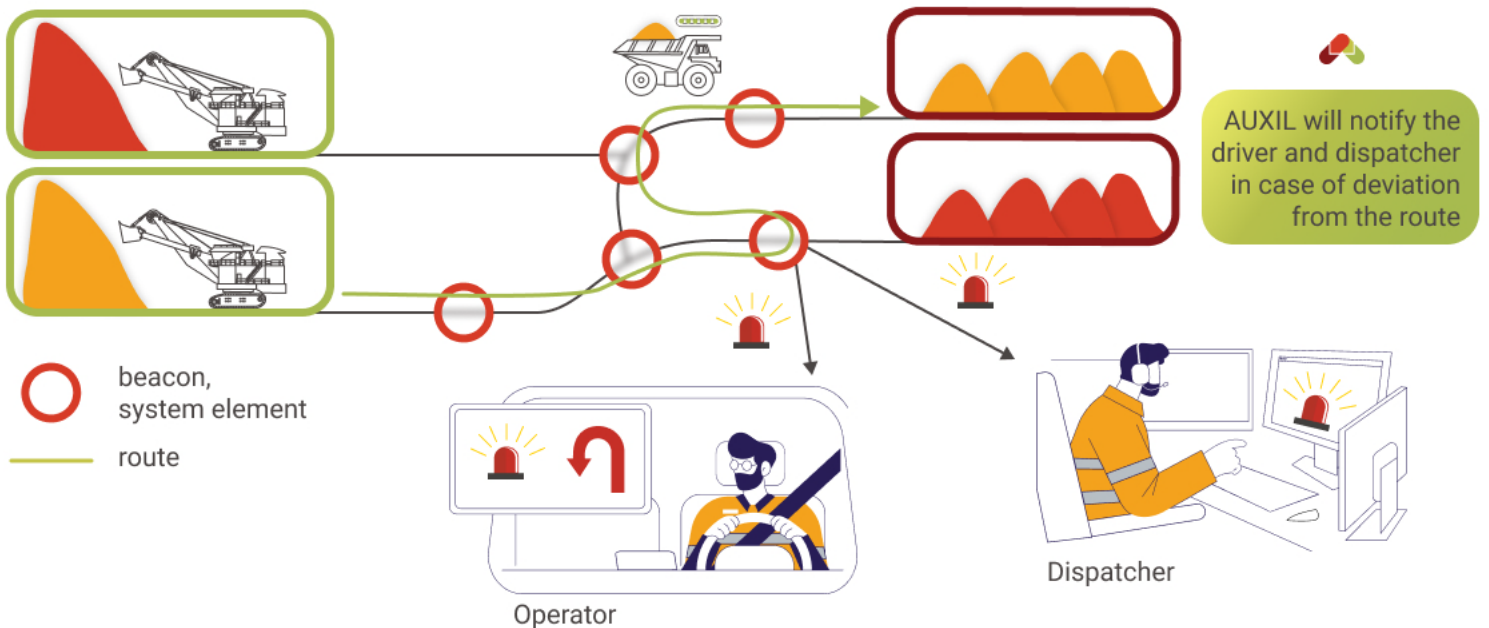 AUXIL will notify the
driver and dispatcher
in case of deviation
from the route
beacon,
system element
route
Operator
Dispatcher